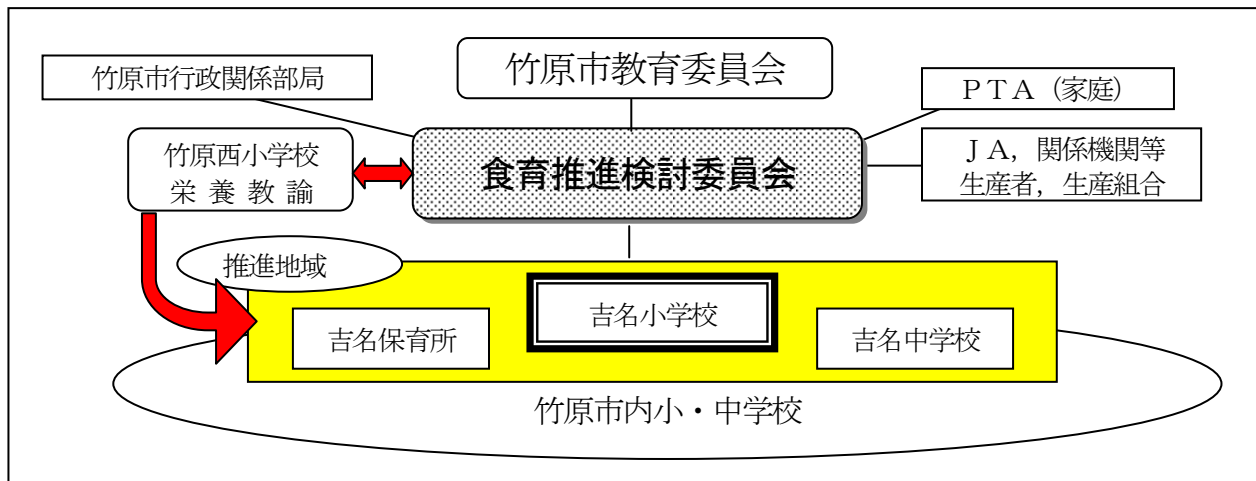 竹原市教育委員会
竹原市行政関係部局
ＰＴＡ（家庭）
竹原西小学校
栄 養 教 諭
食育推進検討委員会
ＪＡ，関係機関等
生産者，生産組合
推進地域
吉名保育所
吉名小学校
吉名中学校
竹原市内小・中学校